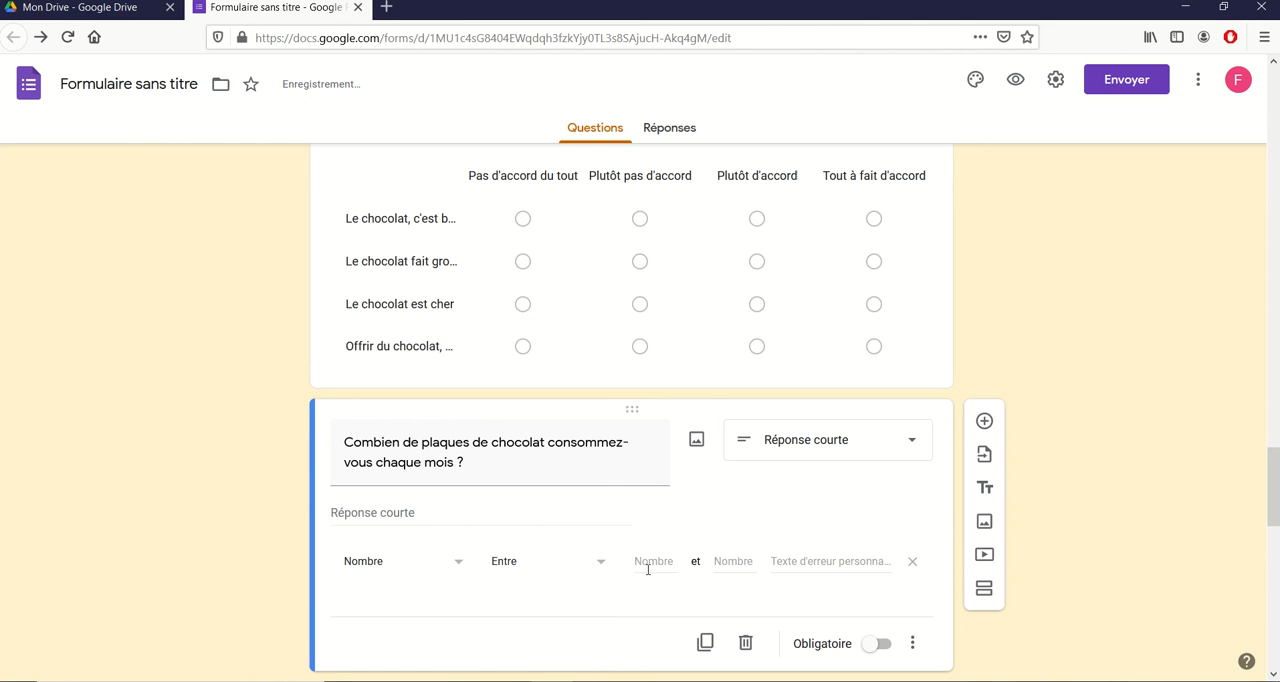 Mon Drive - Google Drive
Formulaire sans titre - Google
https://docs.google.com/forms/d/1MU1c4sG8404EWqdqh3fzkYjy0TL3s8SAjucH-Akq4gM/edit
Formulaire sans titre
Enregistrement...
Envoyer
F
Questions
Réponses
Pas d'accord du tout Plutôt pas d'accord Plutôt d'accord Tout à fait d'accord
Le chocolat, c'est b...
Le chocolat fait gro...
Le chocolat est cher
Offrir du chocolat, ...
Combien de plaques de chocolat consommez-
vous chaque mois ?
Réponse courte
Réponse courte
Nombre Entre Nombre et Nombre Texte d'erreur personna...
Obligatoire